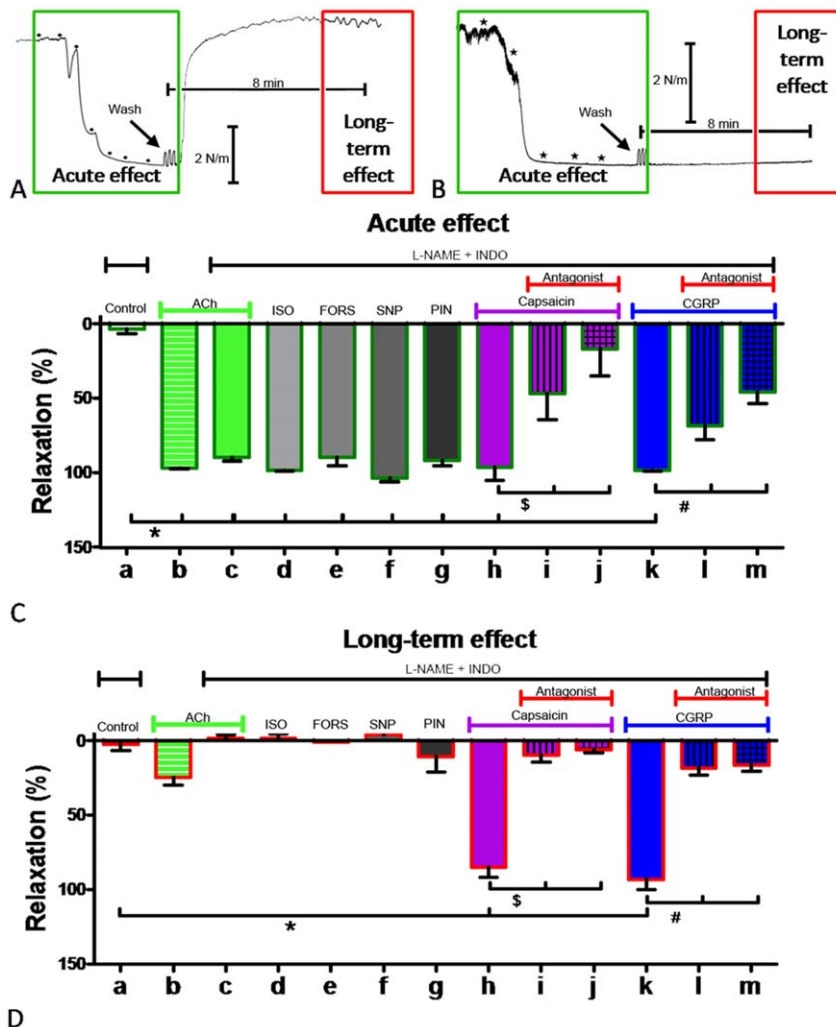 Long-term effect
8 min
Wash
2 N/m
Acute effect
Long-term effect
A
Long-term effect
2 N/m
8 min
Wash
Acute effect
B
Acute effect
L-NAME + INDO
Antagonist Antagonist
Control ACh ISO FORS SNP PIN Capsaicin CGRP
0
50
100
150
Relaxation (%)
$ #
*
a b c d e f g h i j k l m
C
Long-term effect
L-NAME + INDO
Antagonist Antagonist
Control ACh ISO FORS SNP PIN Capsaicin CGRP
0
50
100
150
Relaxation (%)
$ #
*
a b c d e f g h i j k l m
D